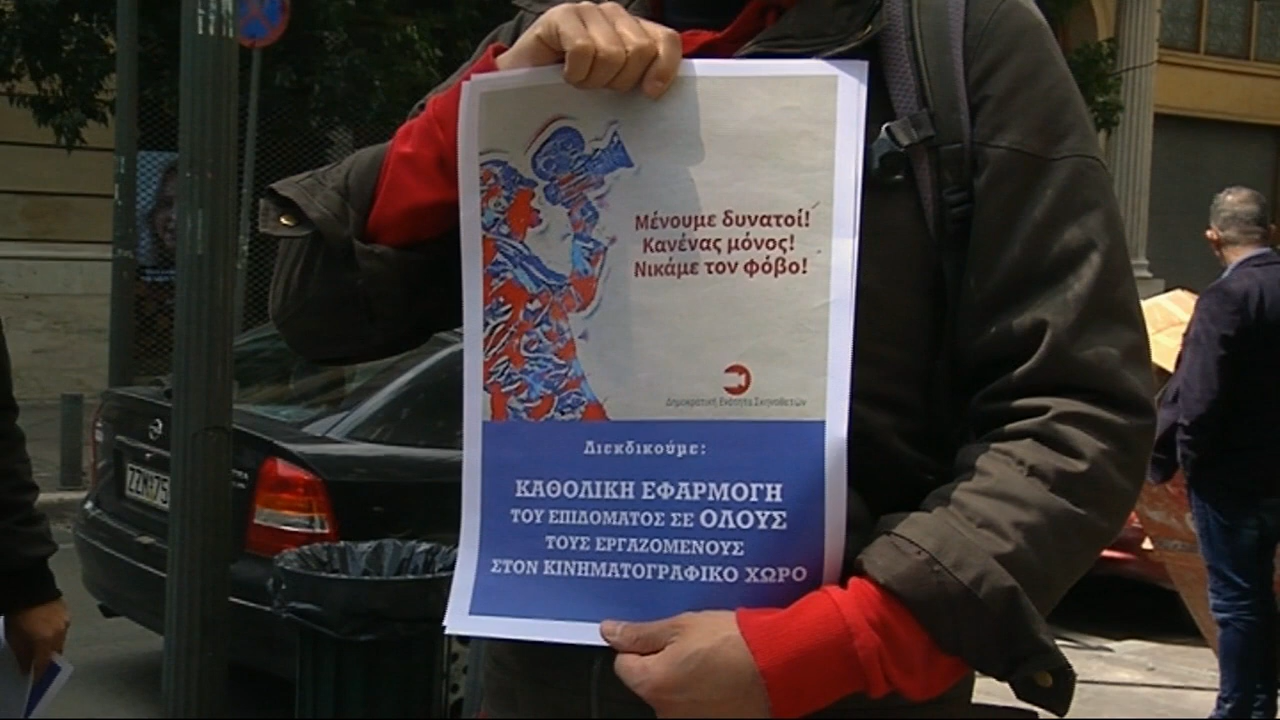 Μένουμε δυνατοί!
Κανένας μόνος!
Νικάμε τον φόβο!
Δημοκρατική Ενότητα Σκηνοθετών
Διεκδικούμε:
ΚΑΘΟΛΙΚΗ ΕΦΑΡΜΟΓΗ
ΤΟΥ ΕΠΙΔΟΜΑΤΟΣ ΣΕ ΟΛΟΥΣ
ΤΟΥΣ ΕΡΓΑΖΟΜΕΝΟΥΣ
ΣΤΟΝ ΚΙΝΗΜΑΤΟΓΡΑΦΙΚΟ ΧΩΡΟ